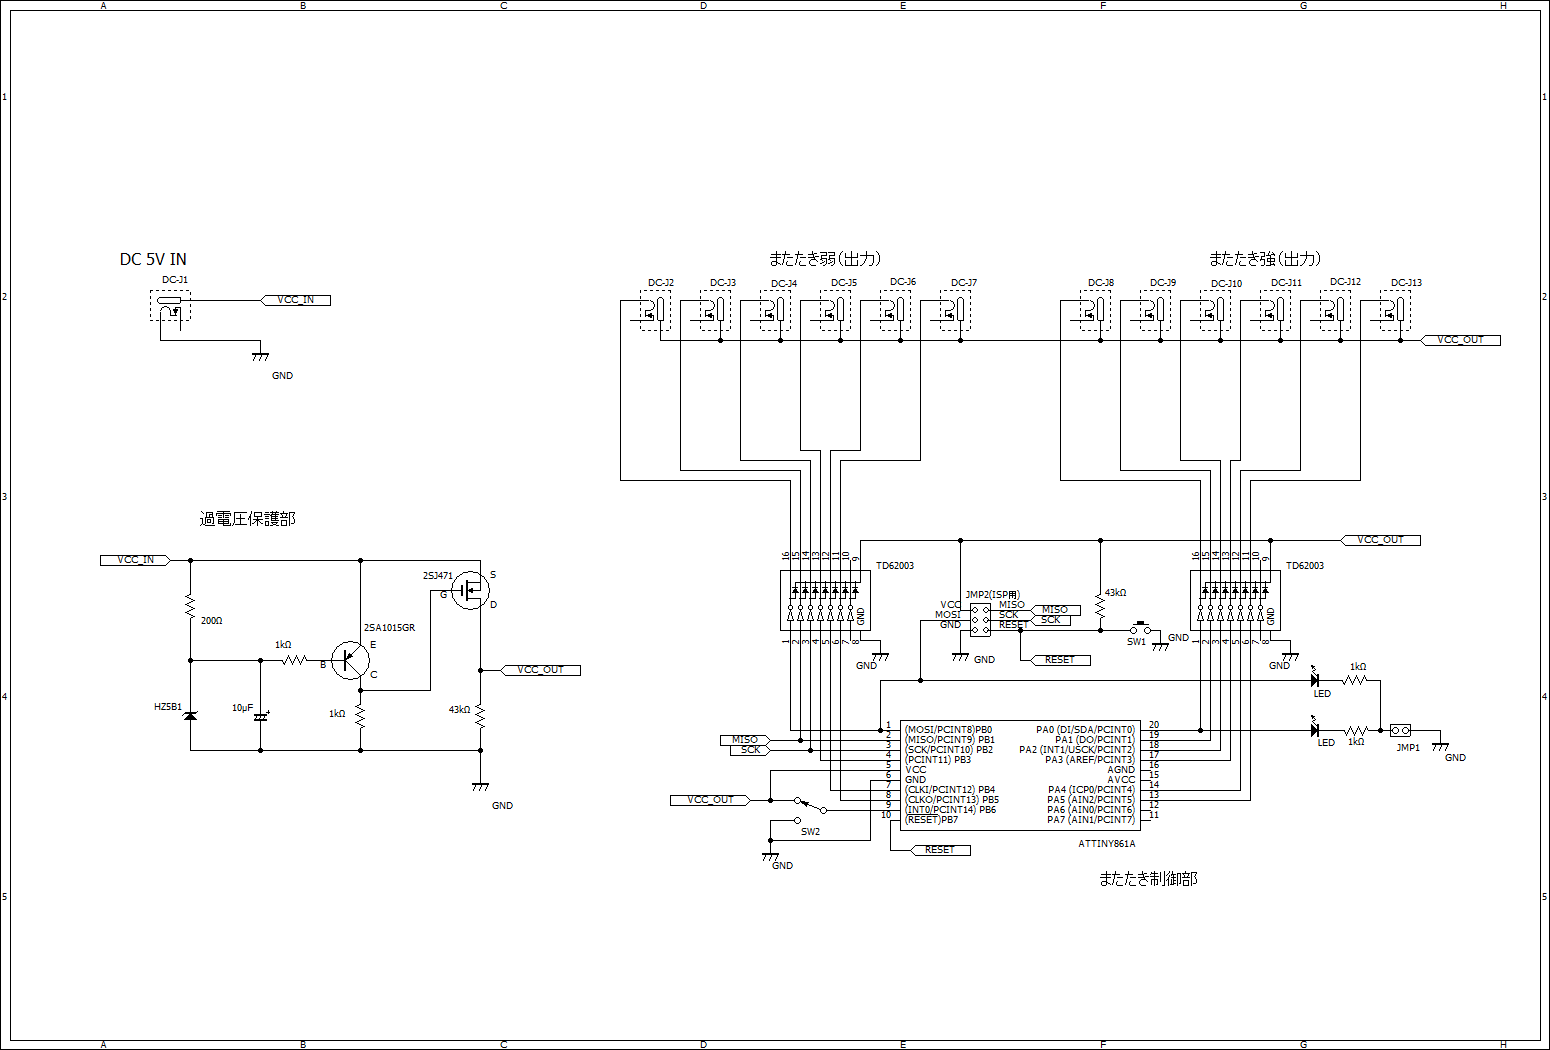 A B C D E F G H
1 1
またたき弱(出力) またたき強(出力)
DC 5V IN
DC-J1
DC-J2 DC-J3 DC-J4 DC-J5 DC-J6 DC-J7 DC-J8 DC-J9 DC-J10 DC-J11 DC-J12 DC-J13
2 VCC_IN 2
VCC_OUT
GND
3 3
過電圧保護部
VCC_IN
VCC_OUT
16 15 14 13 12 11 10 9
TD62003
16 15 14 13 12 11 10 9
TD62003
2SJ471 S
G
D
JMP2(ISP用)
VCC MISO MISO
MOSI SCK SCK
GND RESET
43kΩ
GND
GND
200Ω
2SA1015GR
1kΩ
B E
C
1 2 3 4 5 6 7 8
GND
GND
RESET
SW1
GND
1 2 3 4 5 6 7 8
GND
VCC_OUT
1kΩ
LED
4 4
HZ5B1
10μF
1kΩ
43kΩ
1 (MOSI/PCINT8)PB0 PA0 (DI/SDA/PCINT0) 20
MISO 2 (MISO/PCINT9) PB1 PA1 (DO/PCINT1) 19
SCK 3 (SCK/PCINT10) PB2 PA2 (INT1/USCK/PCINT2) 18
4 (PCINT11) PB3 PA3 (AREF/PCINT3) 17
5 VCC AGND 16
6 GND AVCC 15
7 (CLKI/PCINT12) PB4 PA4 (ICP0/PCINT4) 14
VCC_OUT 8 (CLKO/PCINT13) PB5 PA5 (AIN2/PCINT5) 13
9 (INT0/PCINT14) PB6 PA6 (AIN0/PCINT6) 12
10 (RESET)PB7 PA7 (AIN1/PCINT7) 11
LED 1kΩ
JMP1
GND
GND
SW2
ATTINY861A
RESET
GND
またたき制御部
5 5
A B C D E F G H